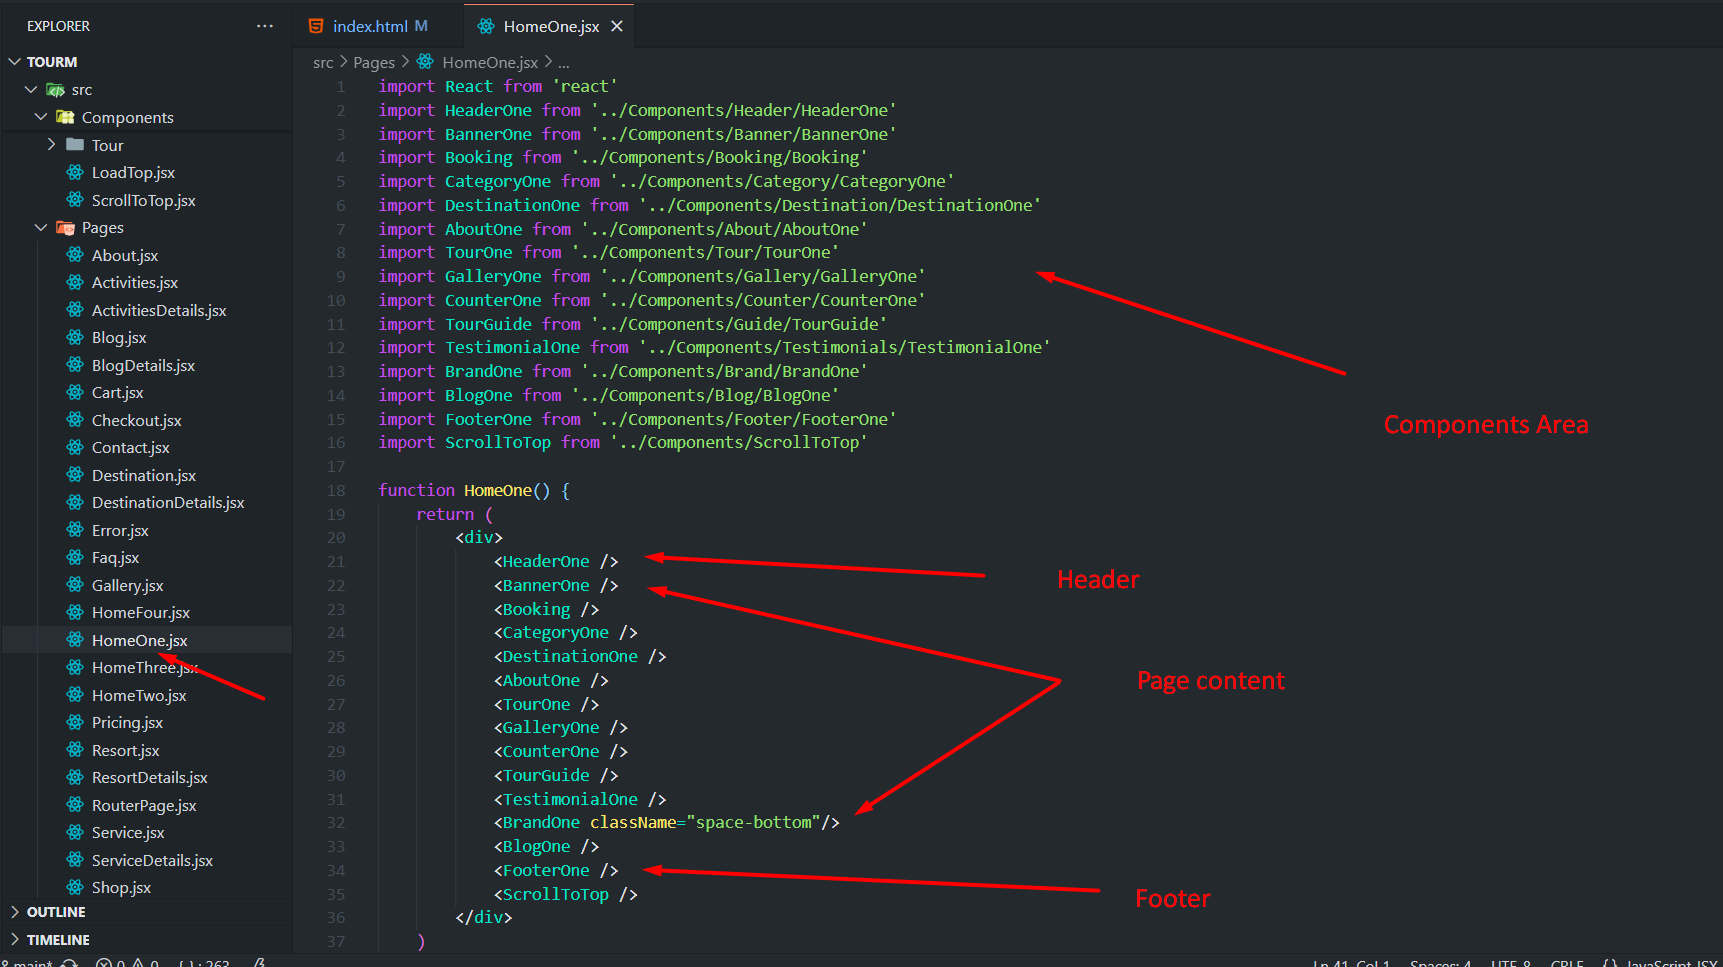 EXPLORER
TOURM
src
Components
Tour
LoadTop.jsx
ScrollToTop.jsx
Pages
About.jsx
Activities.jsx
ActivitiesDetails.jsx
Blog.jsx
BlogDetails.jsx
Cart.jsx
Checkout.jsx
Contact.jsx
Destination.jsx
DestinationDetails.jsx
Error.jsx
Faq.jsx
Gallery.jsx
HomeFour.jsx
HomeOne.jsx
HomeThree.jsx
HomeTwo.jsx
Pricing.jsx
Resort.jsx
ResortDetails.jsx
RouterPage.jsx
Service.jsx
ServiceDetails.jsx
Shop.jsx
OUTLINE
TIMELINE
index.html M HomeOne.jsx
src > Pages > HomeOne.jsx > ...
1 import React from 'react'
2 import HeaderOne from '../Components/Header/HeaderOne'
3 import BannerOne from '../Components/Banner/BannerOne'
4 import Booking from '../Components/Booking/Booking'
5 import CategoryOne from '../Components/Category/CategoryOne'
6 import DestinationOne from '../Components/Destination/DestinationOne'
7 import AboutOne from '../Components/About/AboutOne'
8 import TourOne from '../Components/Tour/TourOne'
9 import GalleryOne from '../Components/Gallery/GalleryOne'
10 import CounterOne from '../Components/Counter/CounterOne'
11 import TourGuide from '../Components/Guide/TourGuide'
12 import TestimonialOne from '../Components/Testimonials/TestimonialOne'
13 import BrandOne from '../Components/Brand/BrandOne'
14 import BlogOne from '../Components/Blog/BlogOne'
15 import FooterOne from '../Components/Footer/FooterOne'
16 import ScrollToTop from '../Components/ScrollToTop'
17
18 function HomeOne() {
19 return (
20 <div>
21 <HeaderOne />
22 <BannerOne />
23 <Booking />
24 <CategoryOne />
25 <DestinationOne />
26 <AboutOne />
27 <TourOne />
28 <GalleryOne />
29 <CounterOne />
30 <TourGuide />
31 <TestimonialOne />
32 <BrandOne className="space-bottom"/>
33 <BlogOne />
34 <FooterOne />
35 <ScrollToTop />
36 </div>
37 )
Components Area
Header
Page content
Footer
main* 0 0 { } : 263 Ln 41, Col 1 Spaces: 4 UTF-8 CRLF {} JavaScript JSX